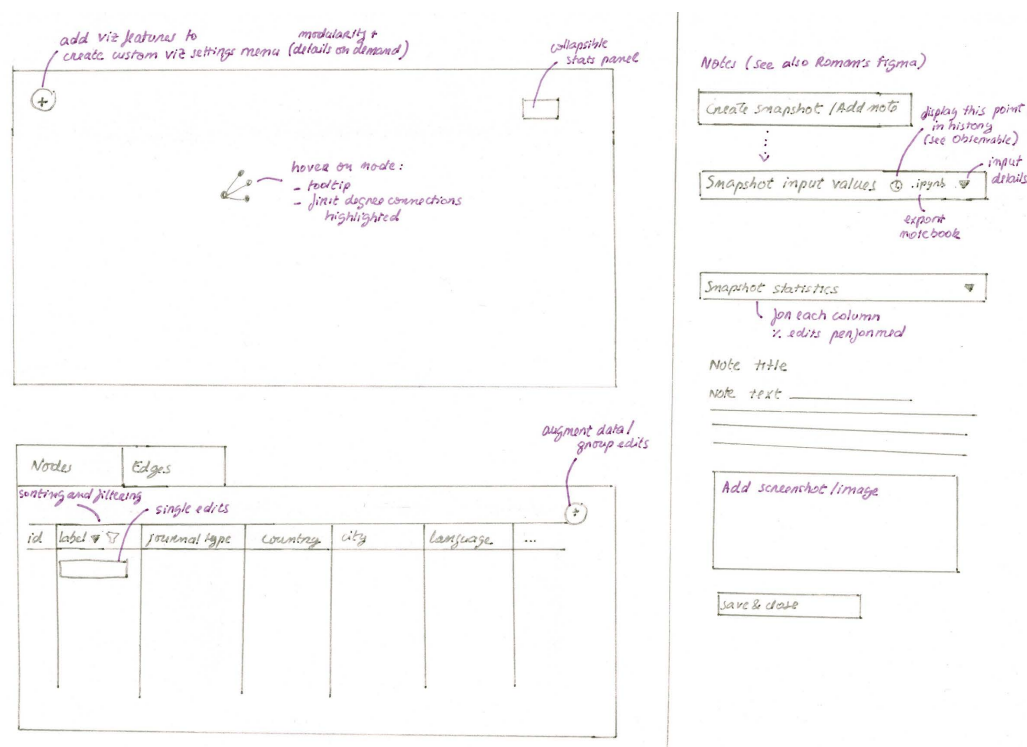 add viz features to
create custom viz settings menu
modularity +
(details on demand)
collapsible
stats panel
+
hover on node:
- tooltip
- first degree connections
highlighted
augment data /
group edits
Nodes
Edges
sorting and filtering
single edits
+
id
label
journal type
country
city
language
...
Notes (see also Roman's Figma)
Create snapshot / Add note
display this point
in history
(see Observable)
Snapshot input values
.ipynb
input
details
export
notebook
Snapshot statistics
for each column
% edits performed
Note title
Note text
Add screenshot / image
save & close